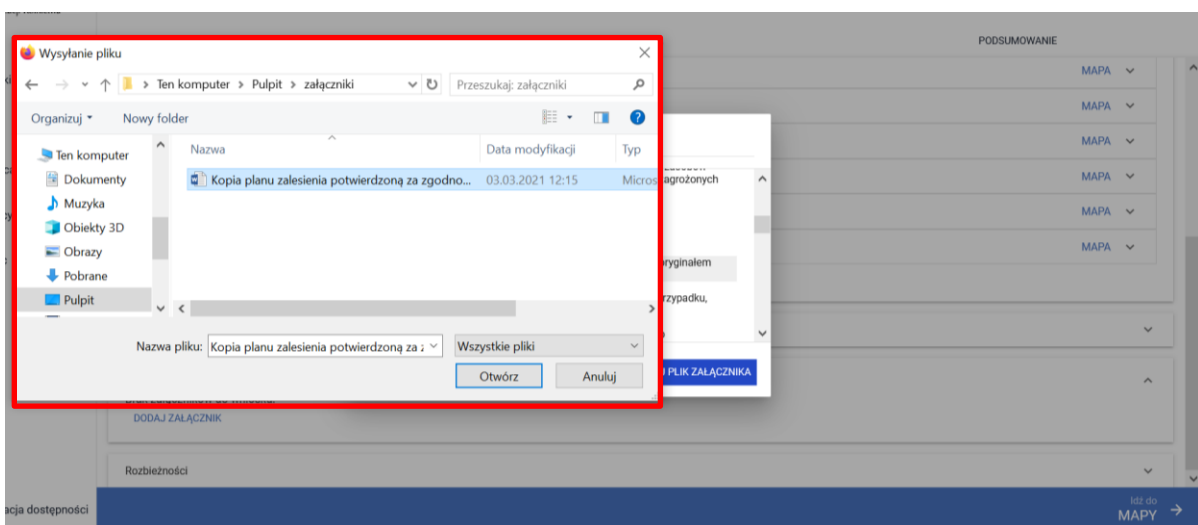 PODSUMOWANIE
Wysyłanie pliku
Ten komputer > Pulpit > załączniki
Przeszukaj: załączniki
MAPA
Organizuj
Nowy folder
MAPA
Nazwa
Data modyfikacji
Typ
MAPA
Ten komputer
Dokumenty
Kopia planu zalesienia potwierdzoną za zgodno...
03.03.2021 12:15
Micros
agrożonych
MAPA
Muzyka
MAPA
Obiekty 3D
Obrazy
MAPA
Pobrane
ryginałem
Pulpit
rzypadku,
Nazwa pliku:
Kopia planu zalesienia potwierdzoną za
Wszystkie pliki
Otwórz
Anuluj
PLIK ZAŁĄCZNIKA
DODAJ ZAŁĄCZNIK
Rozbieżności
acja dostępności
Idź do
MAPY